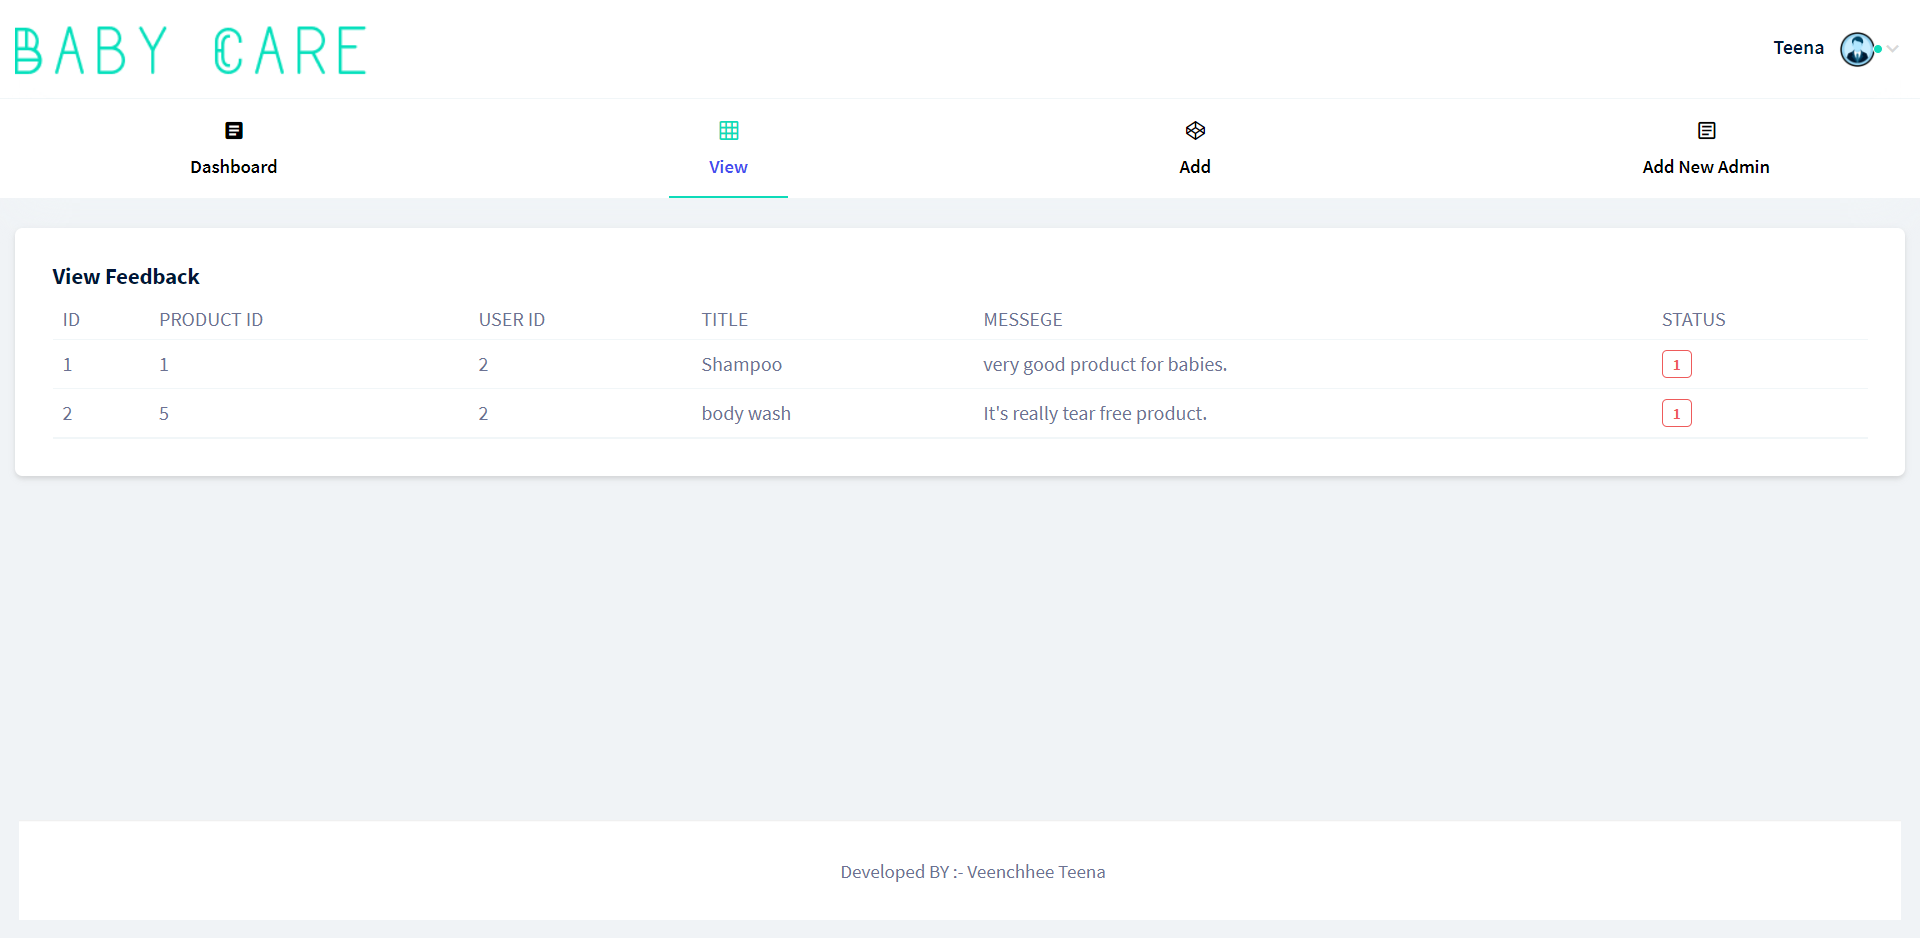 BABY CARE
Teena
Dashboard View Add Add New Admin
View Feedback
ID PRODUCT ID USER ID TITLE MESSEGE STATUS
1 1 2 Shampoo very good product for babies. 1
2 5 2 body wash It's really tear free product. 1
Developed BY :- Veenchhee Teena